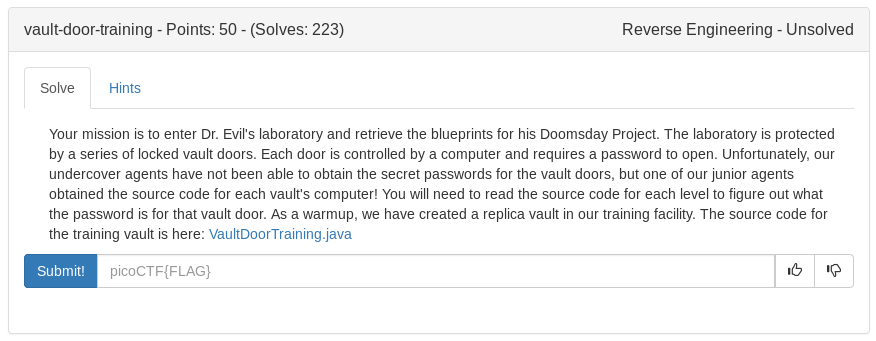 vault-door-training - Points: 50 - (Solves: 223) Reverse Engineering - Unsolved
Solve Hints
Your mission is to enter Dr. Evil's laboratory and retrieve the blueprints for his Doomsday Project. The laboratory is protected
by a series of locked vault doors. Each door is controlled by a computer and requires a password to open. Unfortunately, our
undercover agents have not been able to obtain the secret passwords for the vault doors, but one of our junior agents
obtained the source code for each vault's computer! You will need to read the source code for each level to figure out what
the password is for that vault door. As a warmup, we have created a replica vault in our training facility. The source code for
the training vault is here: VaultDoorTraining.java
Submit! picoCTF{FLAG}